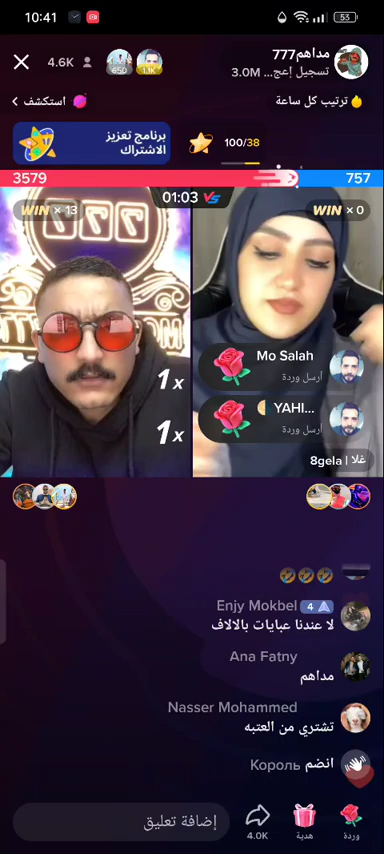 10:41
53
مداهم777
3.0M تسجيل إعج...
4.6K
650
1.1K
ترتيب كل ساعة
استكشف
برنامج تعزيز
الاشتراك
100/38
3579
757
WIN × 13
01:03 VS
WIN × 0
777
Mo Salah
أرسل وردة
1x
YAHI...
أرسل وردة
1x
8gela | غلا
Enjy Mokbel 4
لا عندنا عبايات بالالاف
Ana Fatny
مداهم
Nasser Mohammed
تشتري من العتبه
Король انضم
إضافة تعليق
4.0K
هدية
وردة